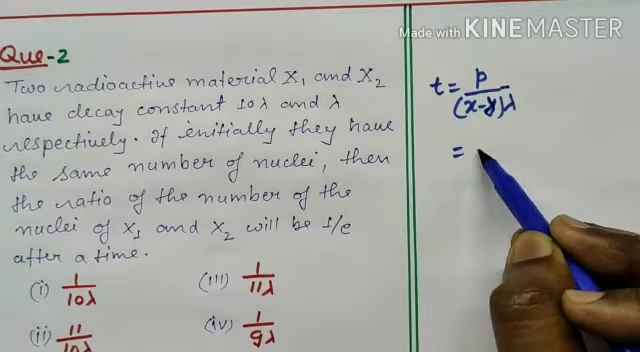 Made with KINEMASTER
Que-2
Two radioactive material X₁ and X₂
have decay constant 10λ and λ
respectively. If enitially they have
the same number of nuclei, then
the ratio of the number of the
nuclei of X₁ and X₂ will be 1/e
after a time.
(i) 1/10λ (iii) 1/11λ
(ii) 11/10λ (iv) 1/9λ
t = p/(x-y)λ
=